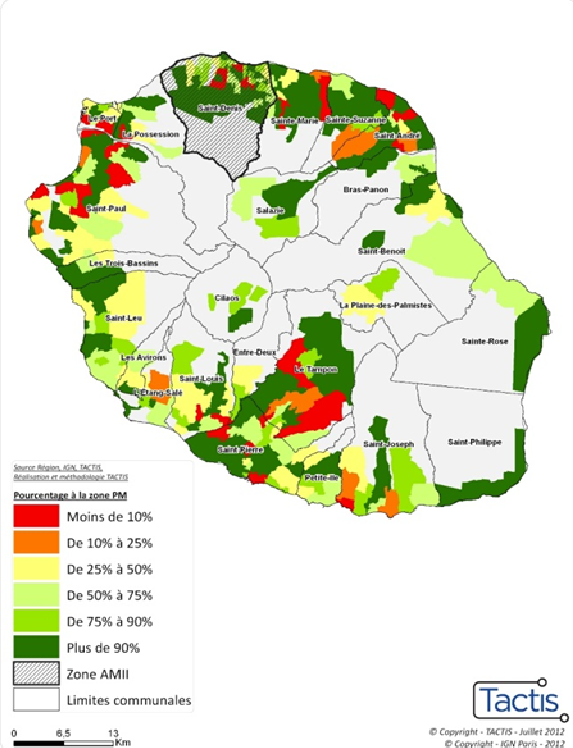 Saint-Denis
Le Port
La Possession
Sainte-Marie
Sainte-Suzanne
Saint-André
Saint-Paul
Salazie
Bras-Panon
Saint-Benoit
Les Trois-Bassins
Cilaos
La Plaine-des-Palmistes
Saint-Leu
Sainte-Rose
Les Avirons
Entre-Deux
Le Tampon
Saint-Louis
L'Etang-Salé
Saint-Pierre
Saint-Joseph
Saint-Philippe
Petite-Ile
Source Région, IGN, TACTIS,
Réalisation et méthodologie TACTIS
Pourcentage à la zone PM
Moins de 10%
De 10% à 25%
De 25% à 50%
De 50% à 75%
De 75% à 90%
Plus de 90%
Zone AMII
Limites communales
0 6,5 13
Km
Tactis
© Copyright - TACTIS - Juillet 2012
© Copyright - IGN Paris - 2012